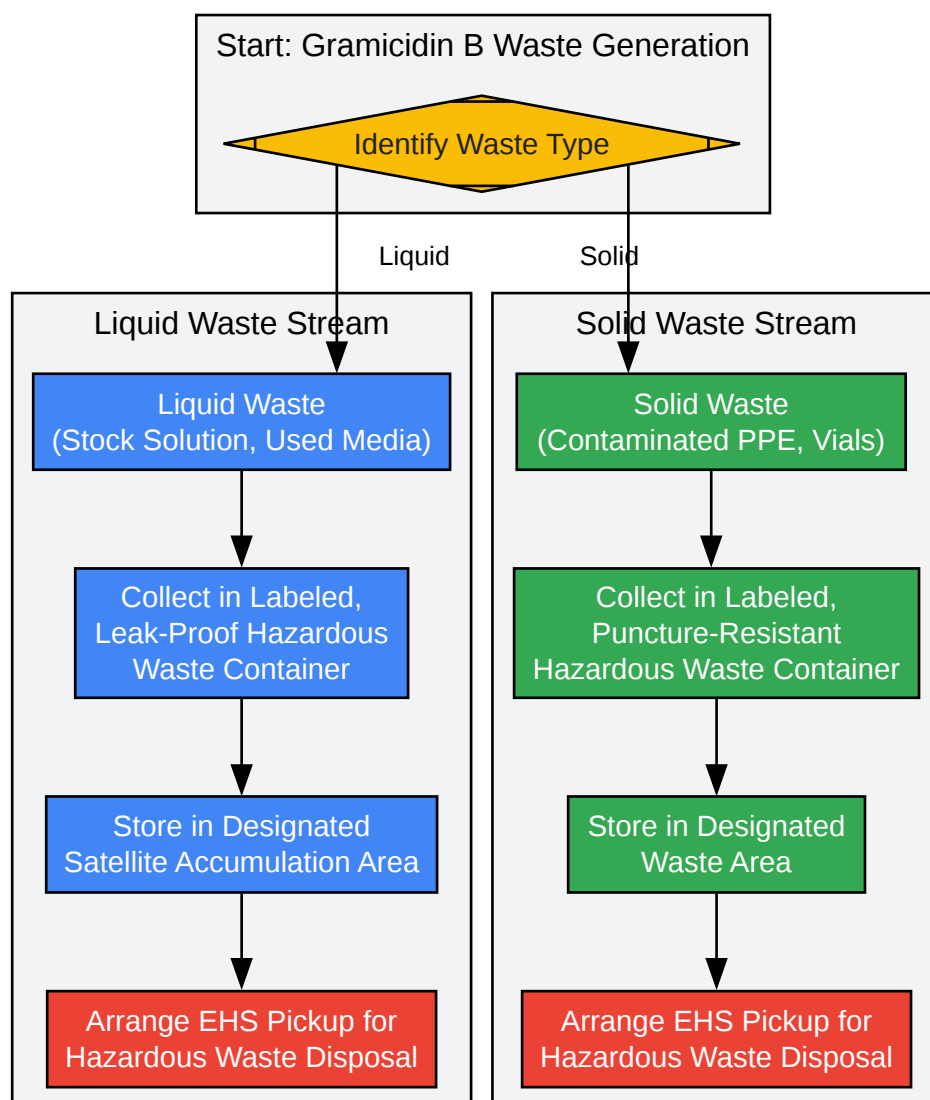 Start: Gramicidin B Waste Generation
Identify Waste Type
Liquid
Solid
Liquid Waste Stream
Liquid Waste
(Stock Solution, Used Media)
Collect in Labeled,
Leak-Proof Hazardous
Waste Container
Store in Designated
Satellite Accumulation Area
Arrange EHS Pickup for
Hazardous Waste Disposal
Solid Waste Stream
Solid Waste
(Contaminated PPE, Vials)
Collect in Labeled,
Puncture-Resistant
Hazardous Waste Container
Store in Designated
Waste Area
Arrange EHS Pickup for
Hazardous Waste Disposal